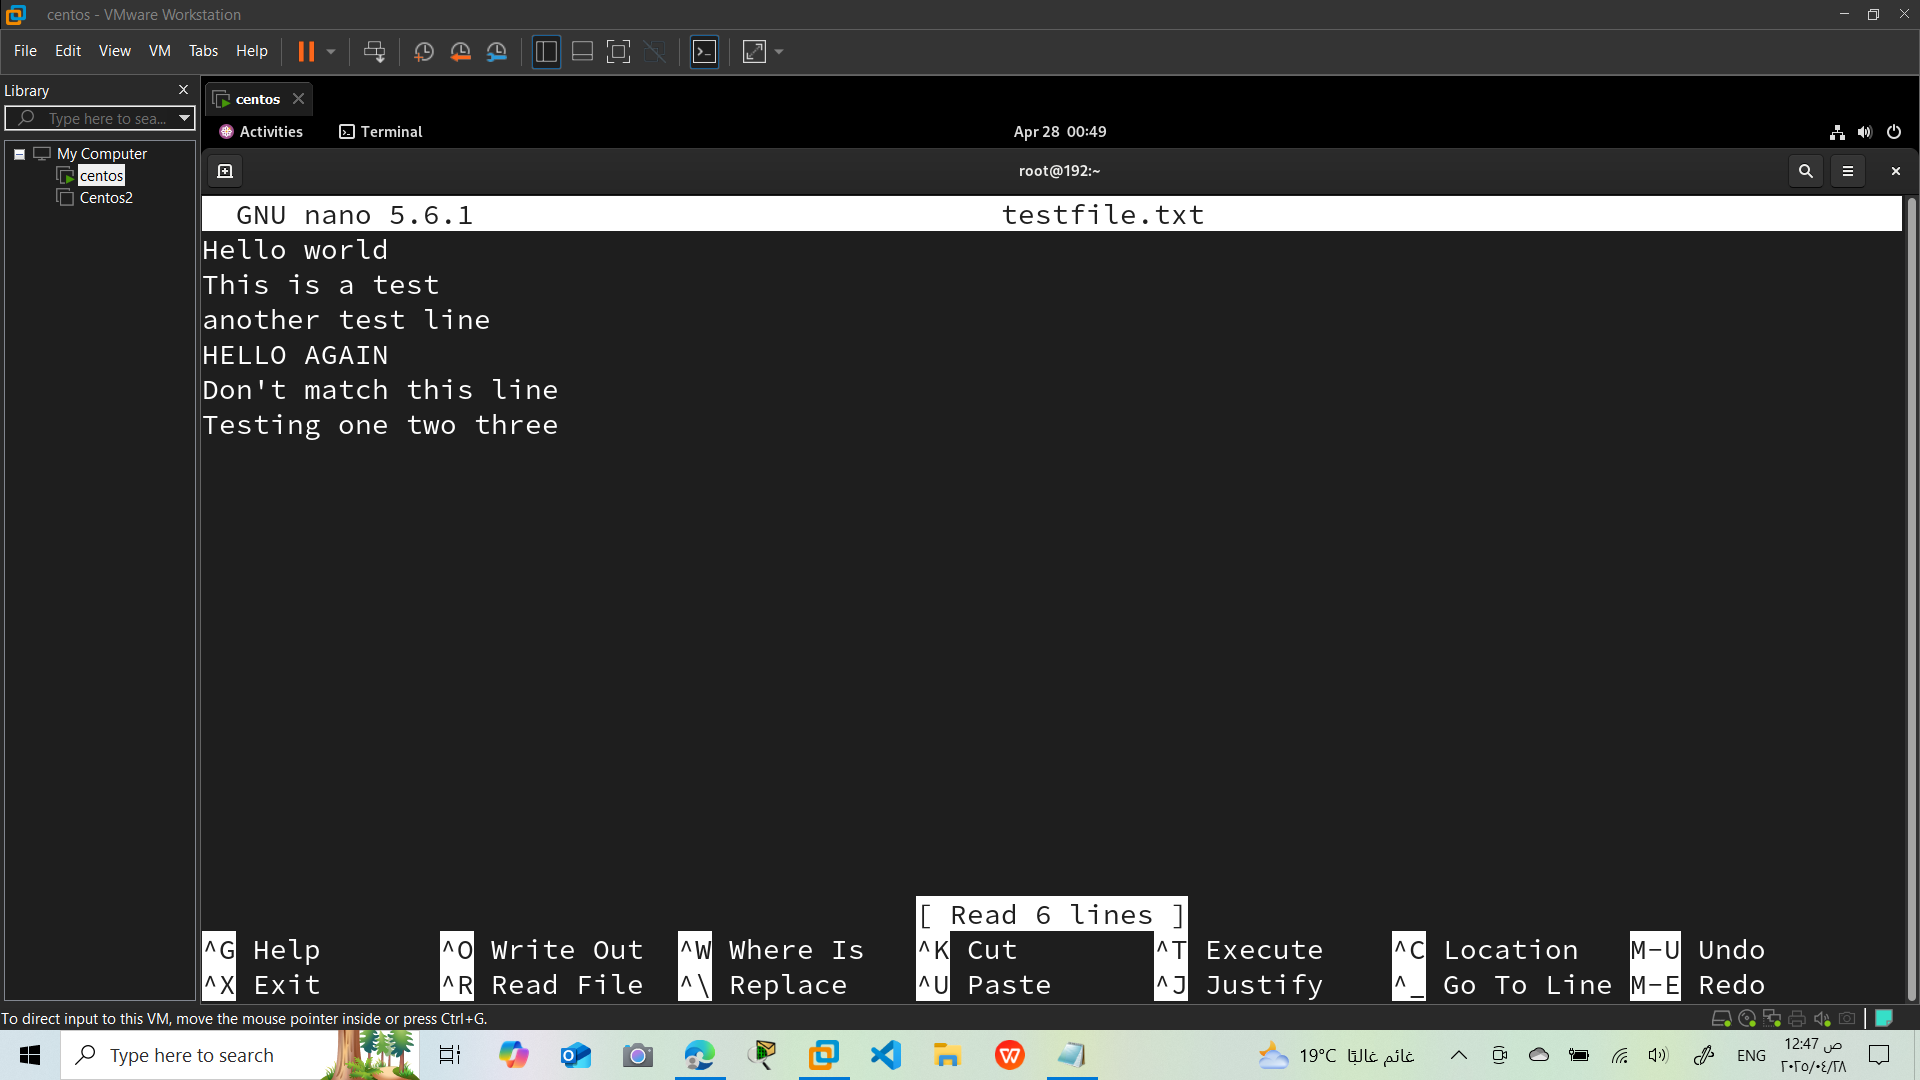 centos - VMware Workstation
File Edit View VM Tabs Help
Library
Type here to sea...
My Computer
centos
Centos2
centos
Activities Terminal Apr 28 00:49
root@192:~
GNU nano 5.6.1 testfile.txt
Hello world
This is a test
another test line
HELLO AGAIN
Don't match this line
Testing one two three
[ Read 6 lines ]
^G Help ^O Write Out ^W Where Is ^K Cut ^T Execute ^C Location M-U Undo
^X Exit ^R Read File ^\ Replace ^U Paste ^J Justify ^_ Go To Line M-E Redo
To direct input to this VM, move the mouse pointer inside or press Ctrl+G.
Type here to search
19°C غائم غالبًا
ENG
12:47 ص
٢٠٢٥/٠٤/٢٨